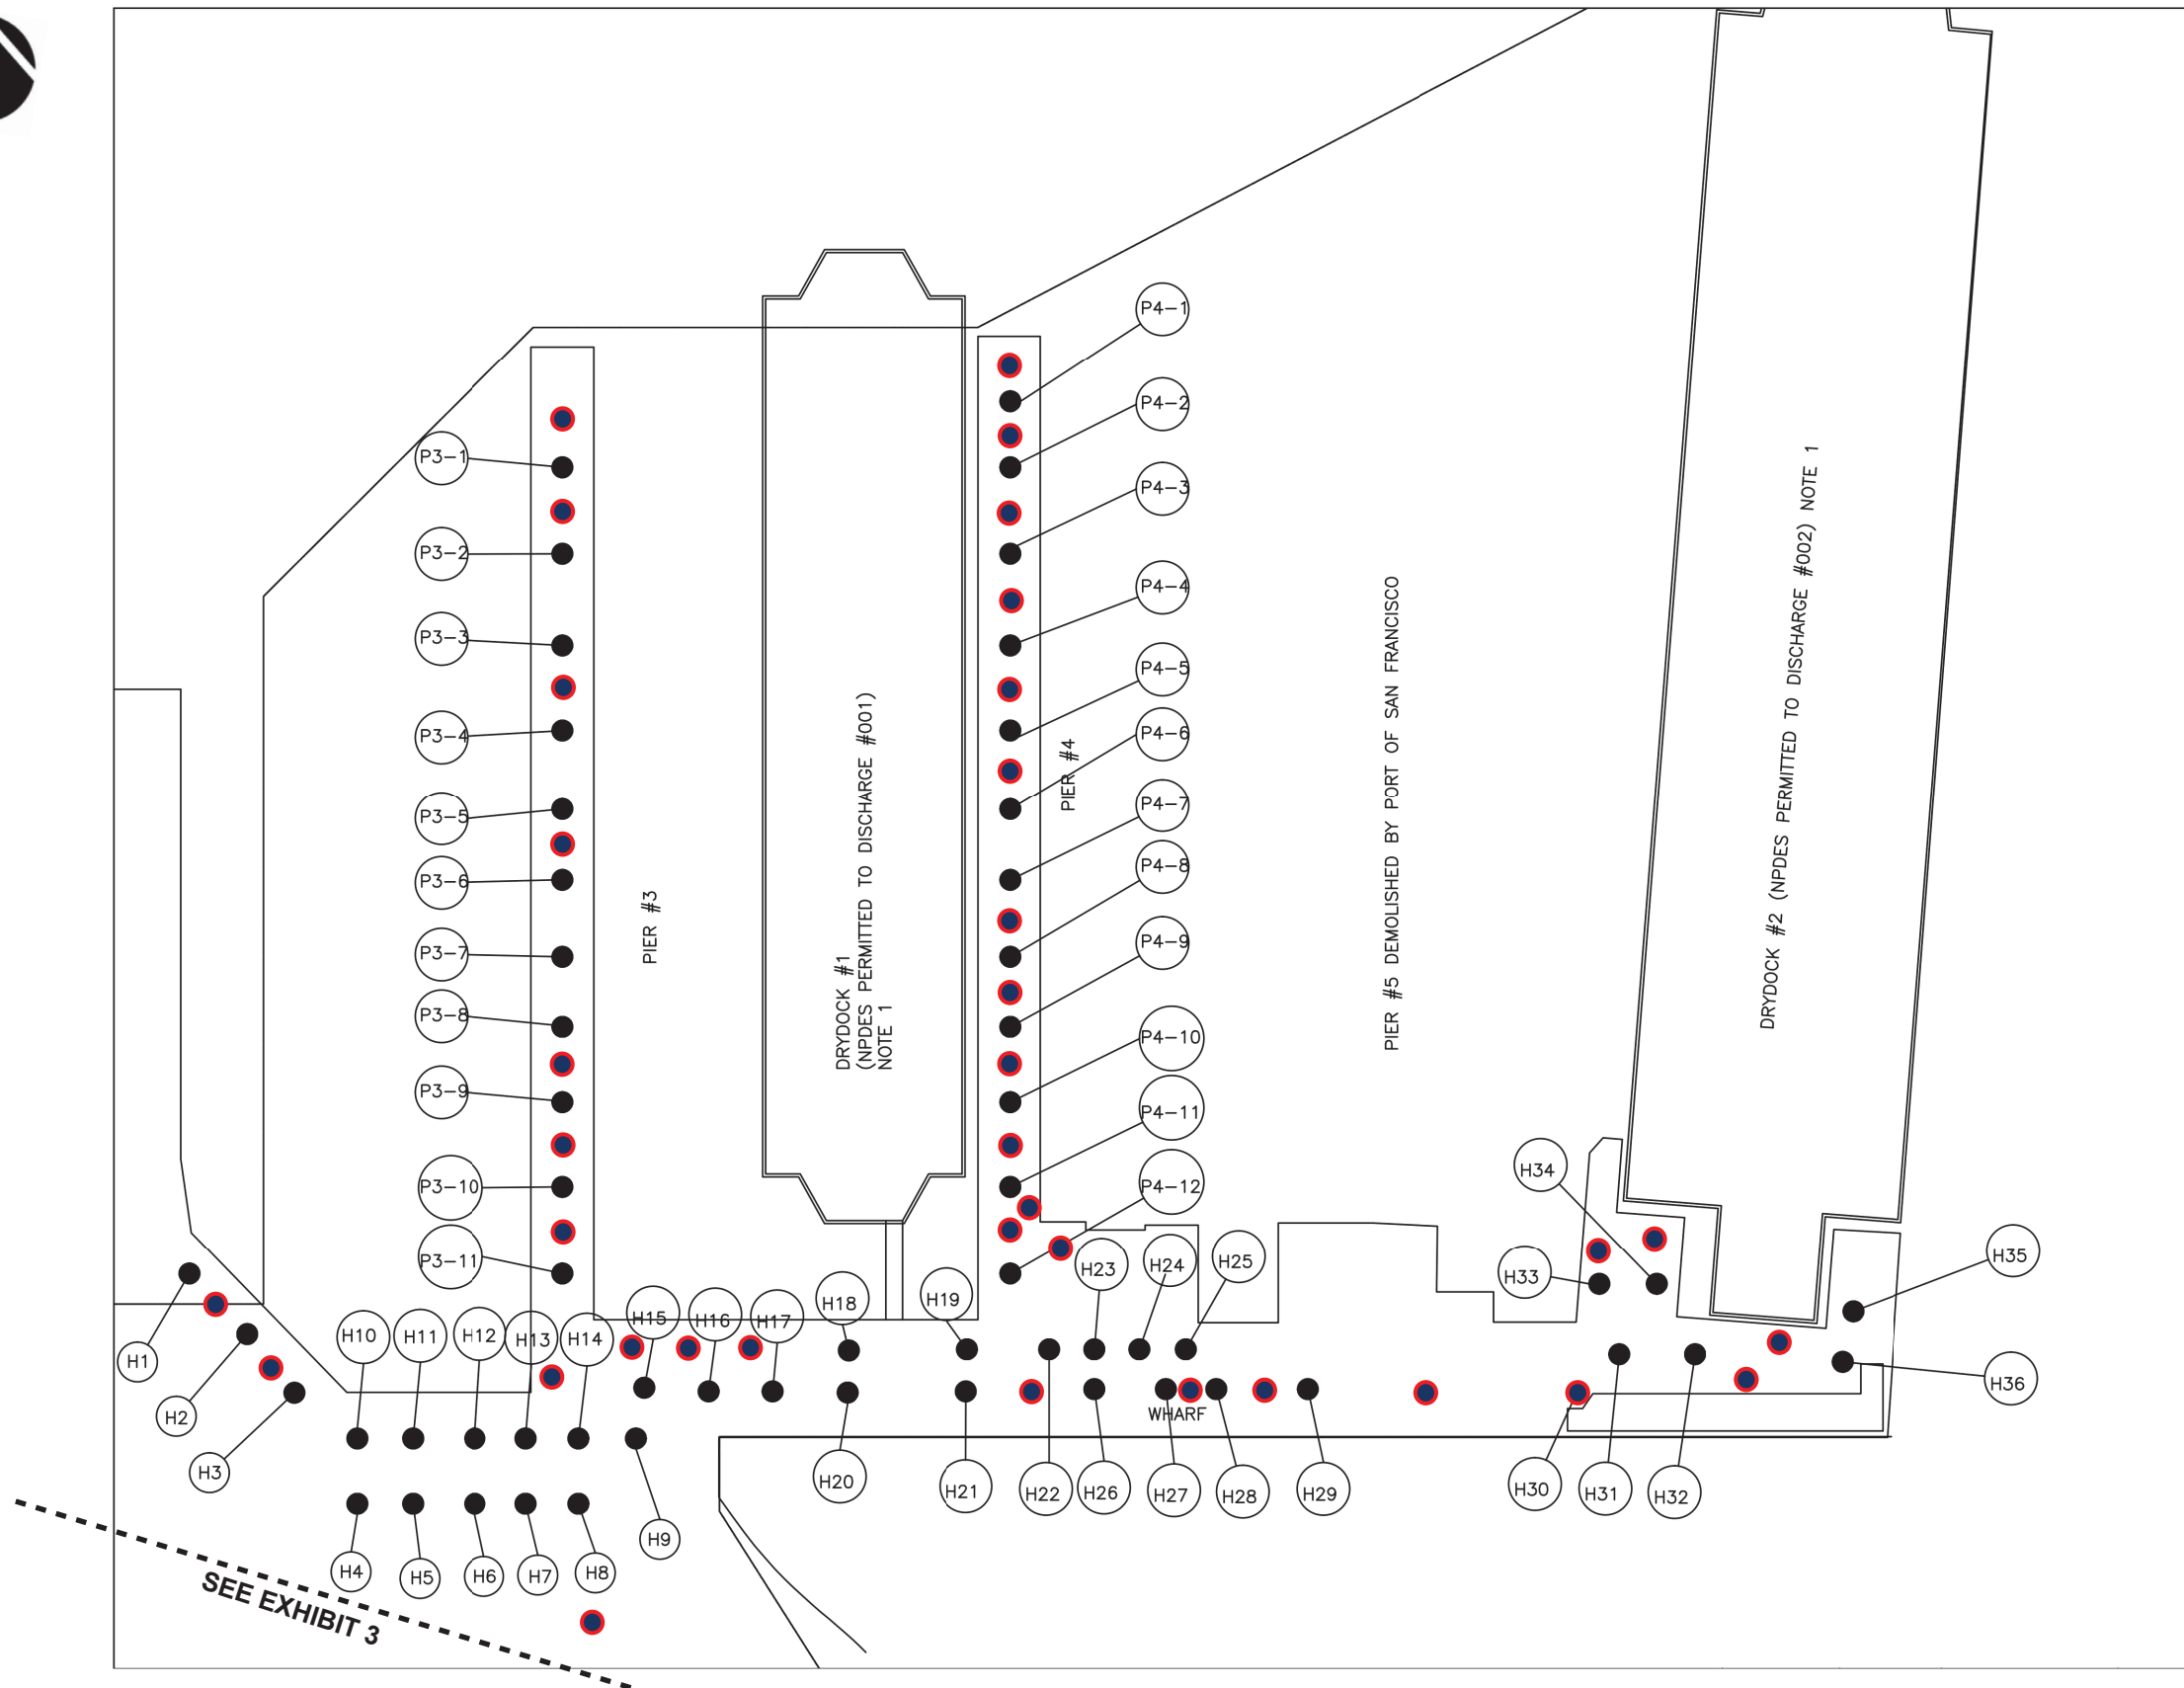 P4-1
P4-2
P4-3
P4-4
P4-5
P4-6
P4-7
P4-8
P4-9
P4-10
P4-11
P4-12
P3-1
P3-2
P3-3
P3-4
P3-5
P3-6
P3-7
P3-8
P3-9
P3-10
P3-11
PIER #3
DRYDOCK #1
(NPDES PERMITTED TO DISCHARGE #001)
NOTE 1
PIER #4
PIER #5 DEMOLISHED BY PORT OF SAN FRANCISCO
DRYDOCK #2 (NPDES PERMITTED TO DISCHARGE #002) NOTE 1
H34
H33
H35
H36
H1
H2
H3
H10
H11
H12
H13
H14
H15
H16
H17
H18
H19
H23
H24
H25
WHARF
H4
H5
H6
H7
H8
H9
H20
H21
H22
H26
H27
H28
H29
H30
H31
H32
SEE EXHIBIT 3